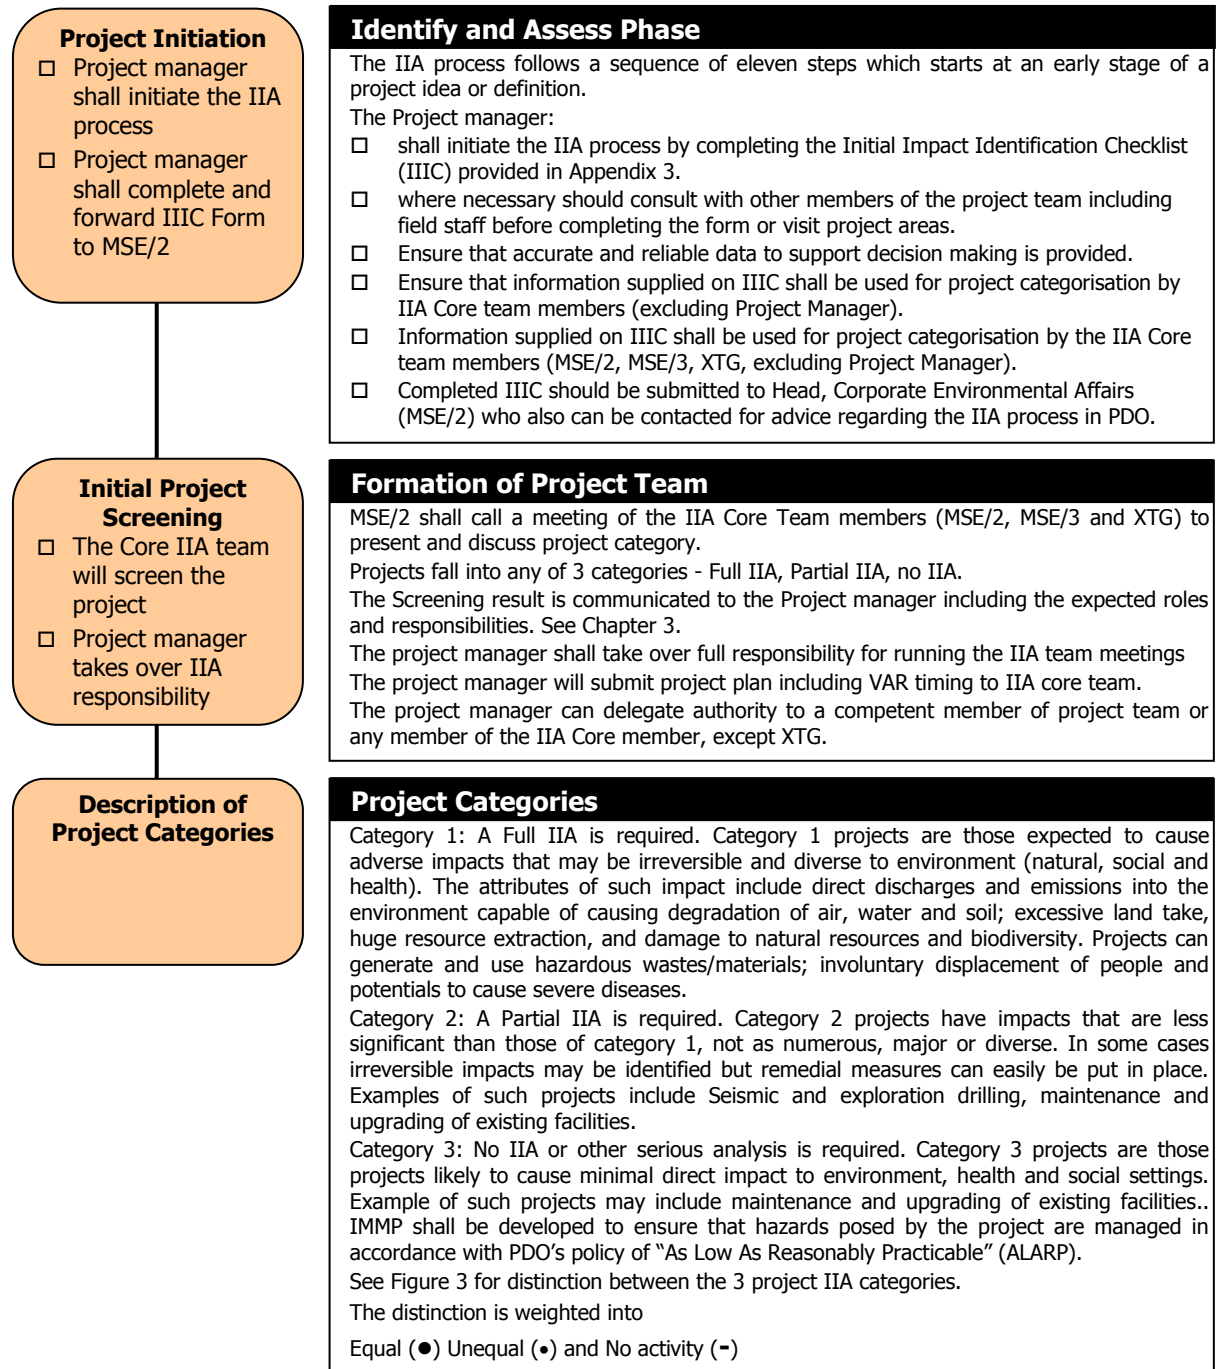 Project Initiation
☐ Project manager
shall initiate the IIA
process
☐ Project manager
shall complete and
forward IIIC Form
to MSE/2
Identify and Assess Phase
The IIA process follows a sequence of eleven steps which starts at an early stage of a
project idea or definition.
The Project manager:
☐ shall initiate the IIA process by completing the Initial Impact Identification Checklist
(IIIC) provided in Appendix 3.
☐ where necessary should consult with other members of the project team including
field staff before completing the form or visit project areas.
☐ Ensure that accurate and reliable data to support decision making is provided.
☐ Ensure that information supplied on IIIC shall be used for project categorisation by
IIA Core team members (excluding Project Manager).
☐ Information supplied on IIIC shall be used for project categorisation by the IIA Core
team members (MSE/2, MSE/3, XTG, excluding Project Manager).
☐ Completed IIIC should be submitted to Head, Corporate Environmental Affairs
(MSE/2) who also can be contacted for advice regarding the IIA process in PDO.
Initial Project
Screening
☐ The Core IIA team
will screen the
project
☐ Project manager
takes over IIA
responsibility
Formation of Project Team
MSE/2 shall call a meeting of the IIA Core Team members (MSE/2, MSE/3 and XTG) to
present and discuss project category.
Projects fall into any of 3 categories - Full IIA, Partial IIA, no IIA.
The Screening result is communicated to the Project manager including the expected roles
and responsibilities. See Chapter 3.
The project manager shall take over full responsibility for running the IIA team meetings
The project manager will submit project plan including VAR timing to IIA core team.
The project manager can delegate authority to a competent member of project team or
any member of the IIA Core member, except XTG.
Description of
Project Categories
Project Categories
Category 1: A Full IIA is required. Category 1 projects are those expected to cause
adverse impacts that may be irreversible and diverse to environment (natural, social and
health). The attributes of such impact include direct discharges and emissions into the
environment capable of causing degradation of air, water and soil; excessive land take,
huge resource extraction, and damage to natural resources and biodiversity. Projects can
generate and use hazardous wastes/materials; involuntary displacement of people and
potentials to cause severe diseases.
Category 2: A Partial IIA is required. Category 2 projects have impacts that are less
significant than those of category 1, not as numerous, major or diverse. In some cases
irreversible impacts may be identified but remedial measures can easily be put in place.
Examples of such projects include Seismic and exploration drilling, maintenance and
upgrading of existing facilities.
Category 3: No IIA or other serious analysis is required. Category 3 projects are those
projects likely to cause minimal direct impact to environment, health and social settings.
Example of such projects may include maintenance and upgrading of existing facilities..
IMMP shall be developed to ensure that hazards posed by the project are managed in
accordance with PDO’s policy of “As Low As Reasonably Practicable” (ALARP).
See Figure 3 for distinction between the 3 project IIA categories.
The distinction is weighted into
Equal (●) Unequal (•) and No activity (-)